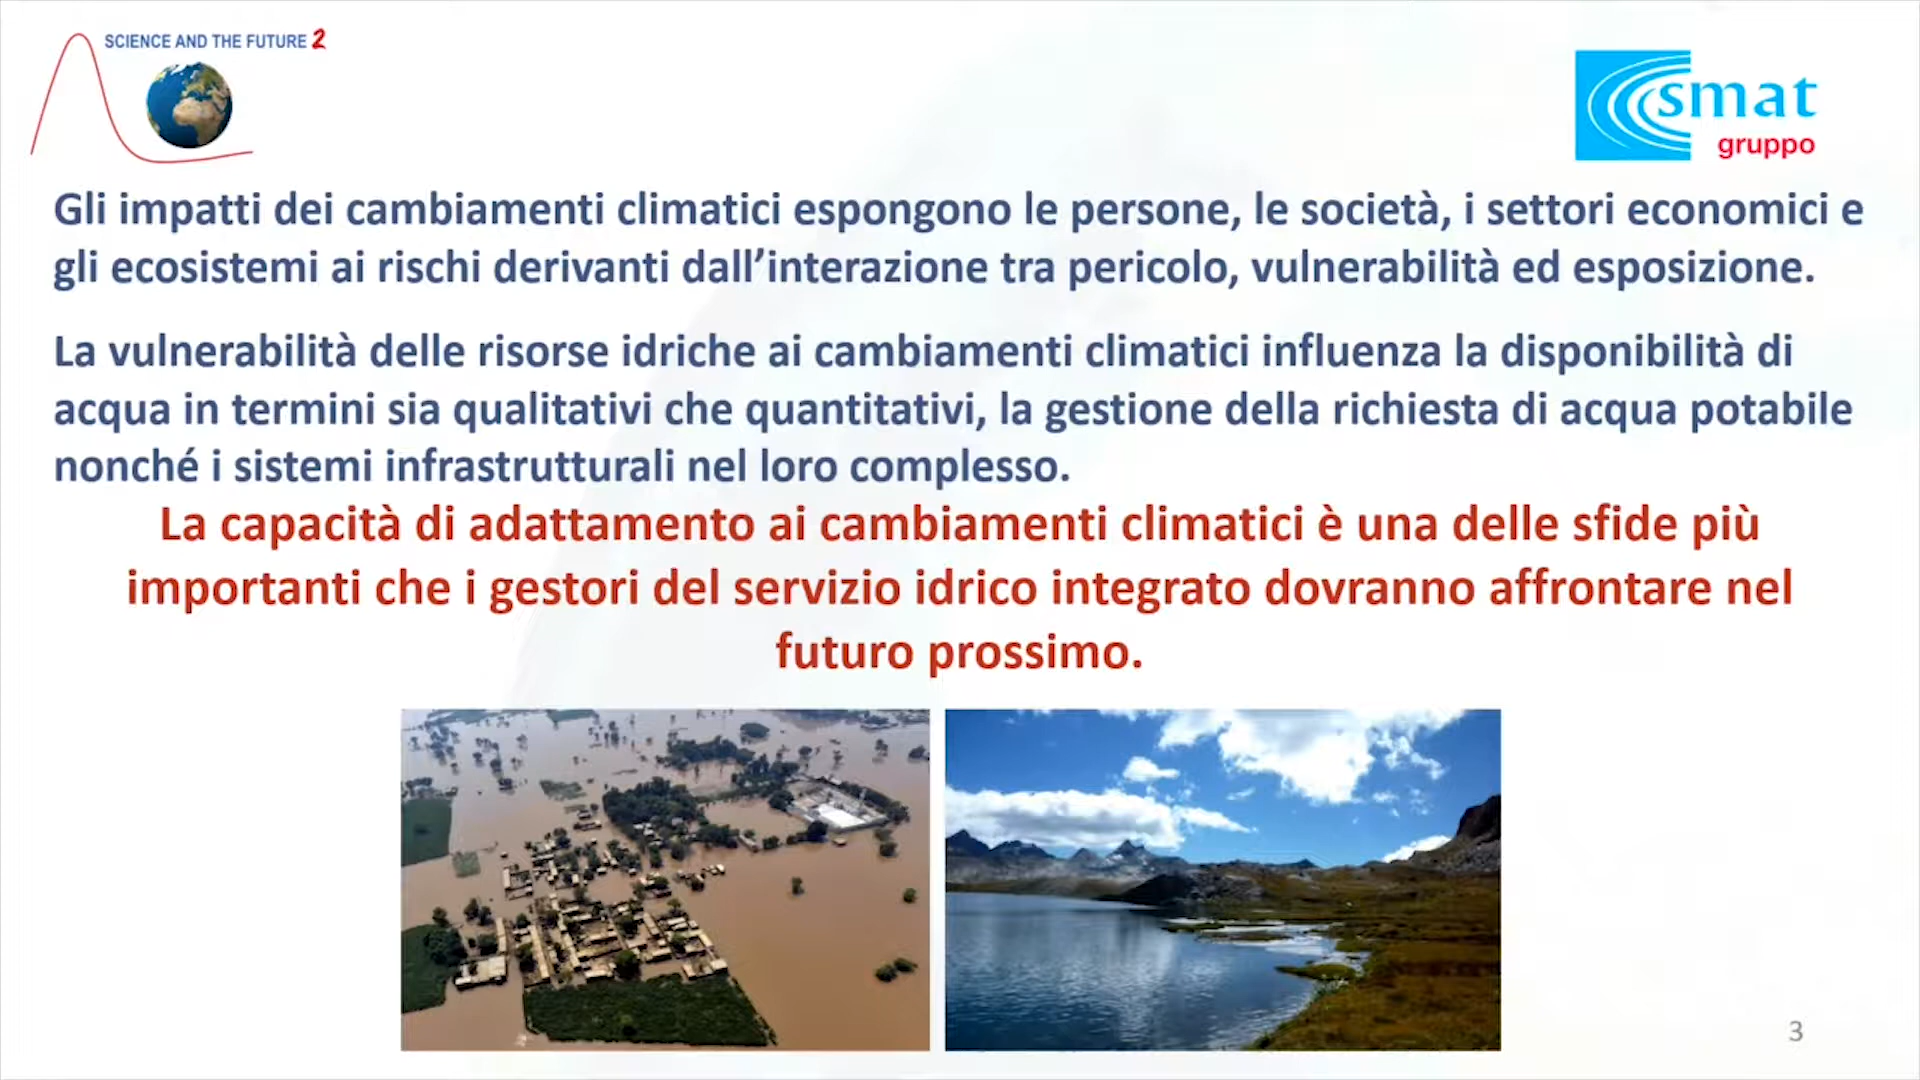 SCIENCE AND THE FUTURE 2
smat
gruppo
Gli impatti dei cambiamenti climatici espongono le persone, le società, i settori economici e
gli ecosistemi ai rischi derivanti dall’interazione tra pericolo, vulnerabilità ed esposizione.
La vulnerabilità delle risorse idriche ai cambiamenti climatici influenza la disponibilità di
acqua in termini sia qualitativi che quantitativi, la gestione della richiesta di acqua potabile
nonché i sistemi infrastrutturali nel loro complesso.
La capacità di adattamento ai cambiamenti climatici è una delle sfide più
importanti che i gestori del servizio idrico integrato dovranno affrontare nel
futuro prossimo.
3